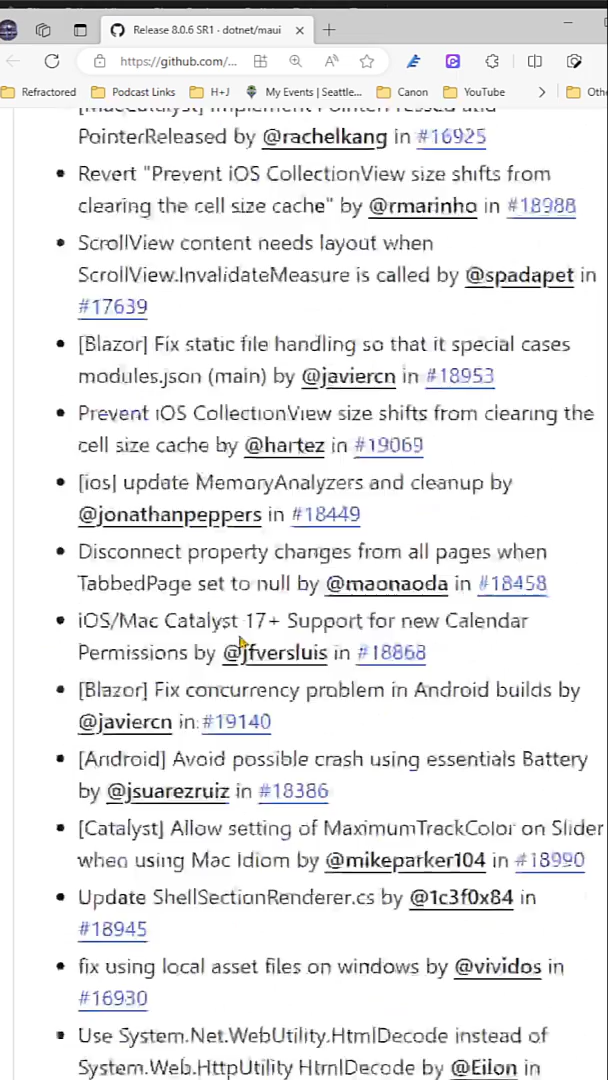 Release 8.0.6 SR1 · dotnet/maui
https://github.com/...
Refractored
Podcast Links
H+J
My Events | Seattle...
Canon
YouTube
Oth
[MacCatalyst] Implement PointerPressed and
PointerReleased by @rachelkang in #16925
Revert "Prevent iOS CollectionView size shifts from
clearing the cell size cache" by @rmarinho in #18988
ScrollView content needs layout when
ScrollView.InvalidateMeasure is called by @spadapet in
#17639
[Blazor] Fix static file handling so that it special cases
modules.json (main) by @javiercn in #18953
Prevent iOS CollectionView size shifts from clearing the
cell size cache by @hartez in #19069
[ios] update MemoryAnalyzers and cleanup by
@jonathanpeppers in #18449
Disconnect property changes from all pages when
TabbedPage set to null by @maonaoda in #18458
iOS/Mac Catalyst 17+ Support for new Calendar
Permissions by @jfversluis in #18868
[Blazor] Fix concurrency problem in Android builds by
@javiercn in #19140
[Android] Avoid possible crash using essentials Battery
by @jsuarezruiz in #18386
[Catalyst] Allow setting of MaximumTrackColor on Slider
when using Mac Idiom by @mikeparker104 in #18990
Update ShellSectionRenderer.cs by @1c3f0x84 in
#18945
fix using local asset files on windows by @vividos in
#16930
Use System.Net.WebUtility.HtmlDecode instead of
System.Web.HttpUtility HtmlDecode by @Eilon in